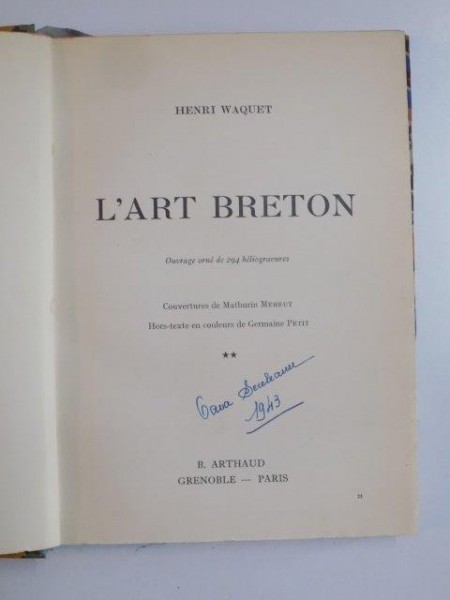 HENRI WAQUET
L'ART BRETON
Ouvrage orné de 294 héliogravures
Couvertures de Mathurin MEHEUT
Hors-texte en couleurs de Germaine PETIT
★★
1943
B. ARTHAUD
GRENOBLE — PARIS